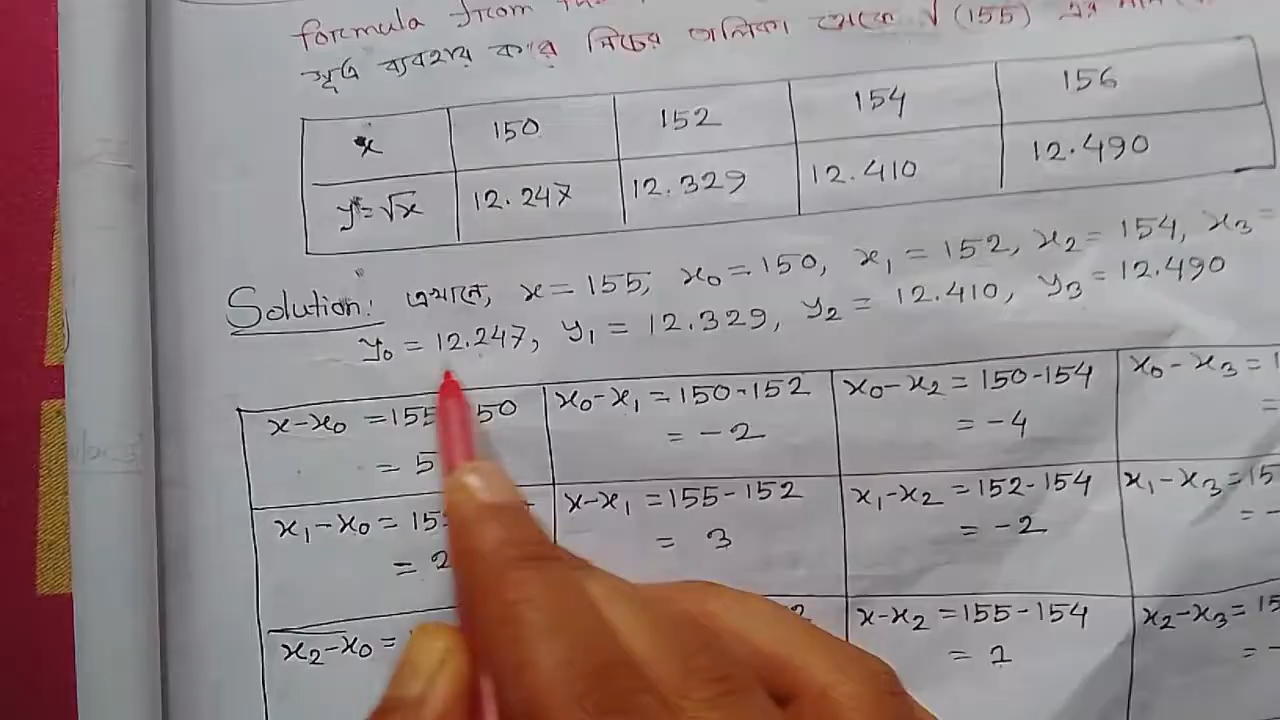 formula from
সূত্র ব্যবহার করে নিচের তালিকা থেকে √(155) এর মান
x 150 152 154 156
y=√x 12.247 12.329 12.410 12.490
Solution: এখানে, x = 155, x0 = 150, x1 = 152, x2 = 154, x3 =
y0 = 12.247, y1 = 12.329, y2 = 12.410, y3 = 12.490
x-x0 = 155 50 x0-x1 = 150-152 x0-x2 = 150-154 x0-x3 = 1
= 5 = -2 = -4 =
x1-x0 = 15 x-x1 = 155-152 x1-x2 = 152-154 x1-x3 = 15
= 2 = 3 = -2 = -
x2-x0 = 2 x-x2 = 155-154 x2-x3 = 15
= 1 = -